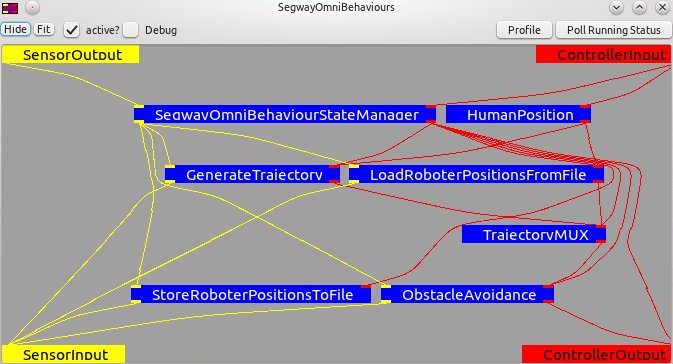 SegwayOmniBehaviours
Hide Fit active? Debug Profile Poll Running Status
SensorOutput ControllerInput
SegwayOmniBehaviourStateManager HumanPosition
GenerateTrajectory LoadRoboterPositionsFromFile
TrajectoryMUX
StoreRoboterPositionsToFile ObstacleAvoidance
SensorInput ControllerOutput